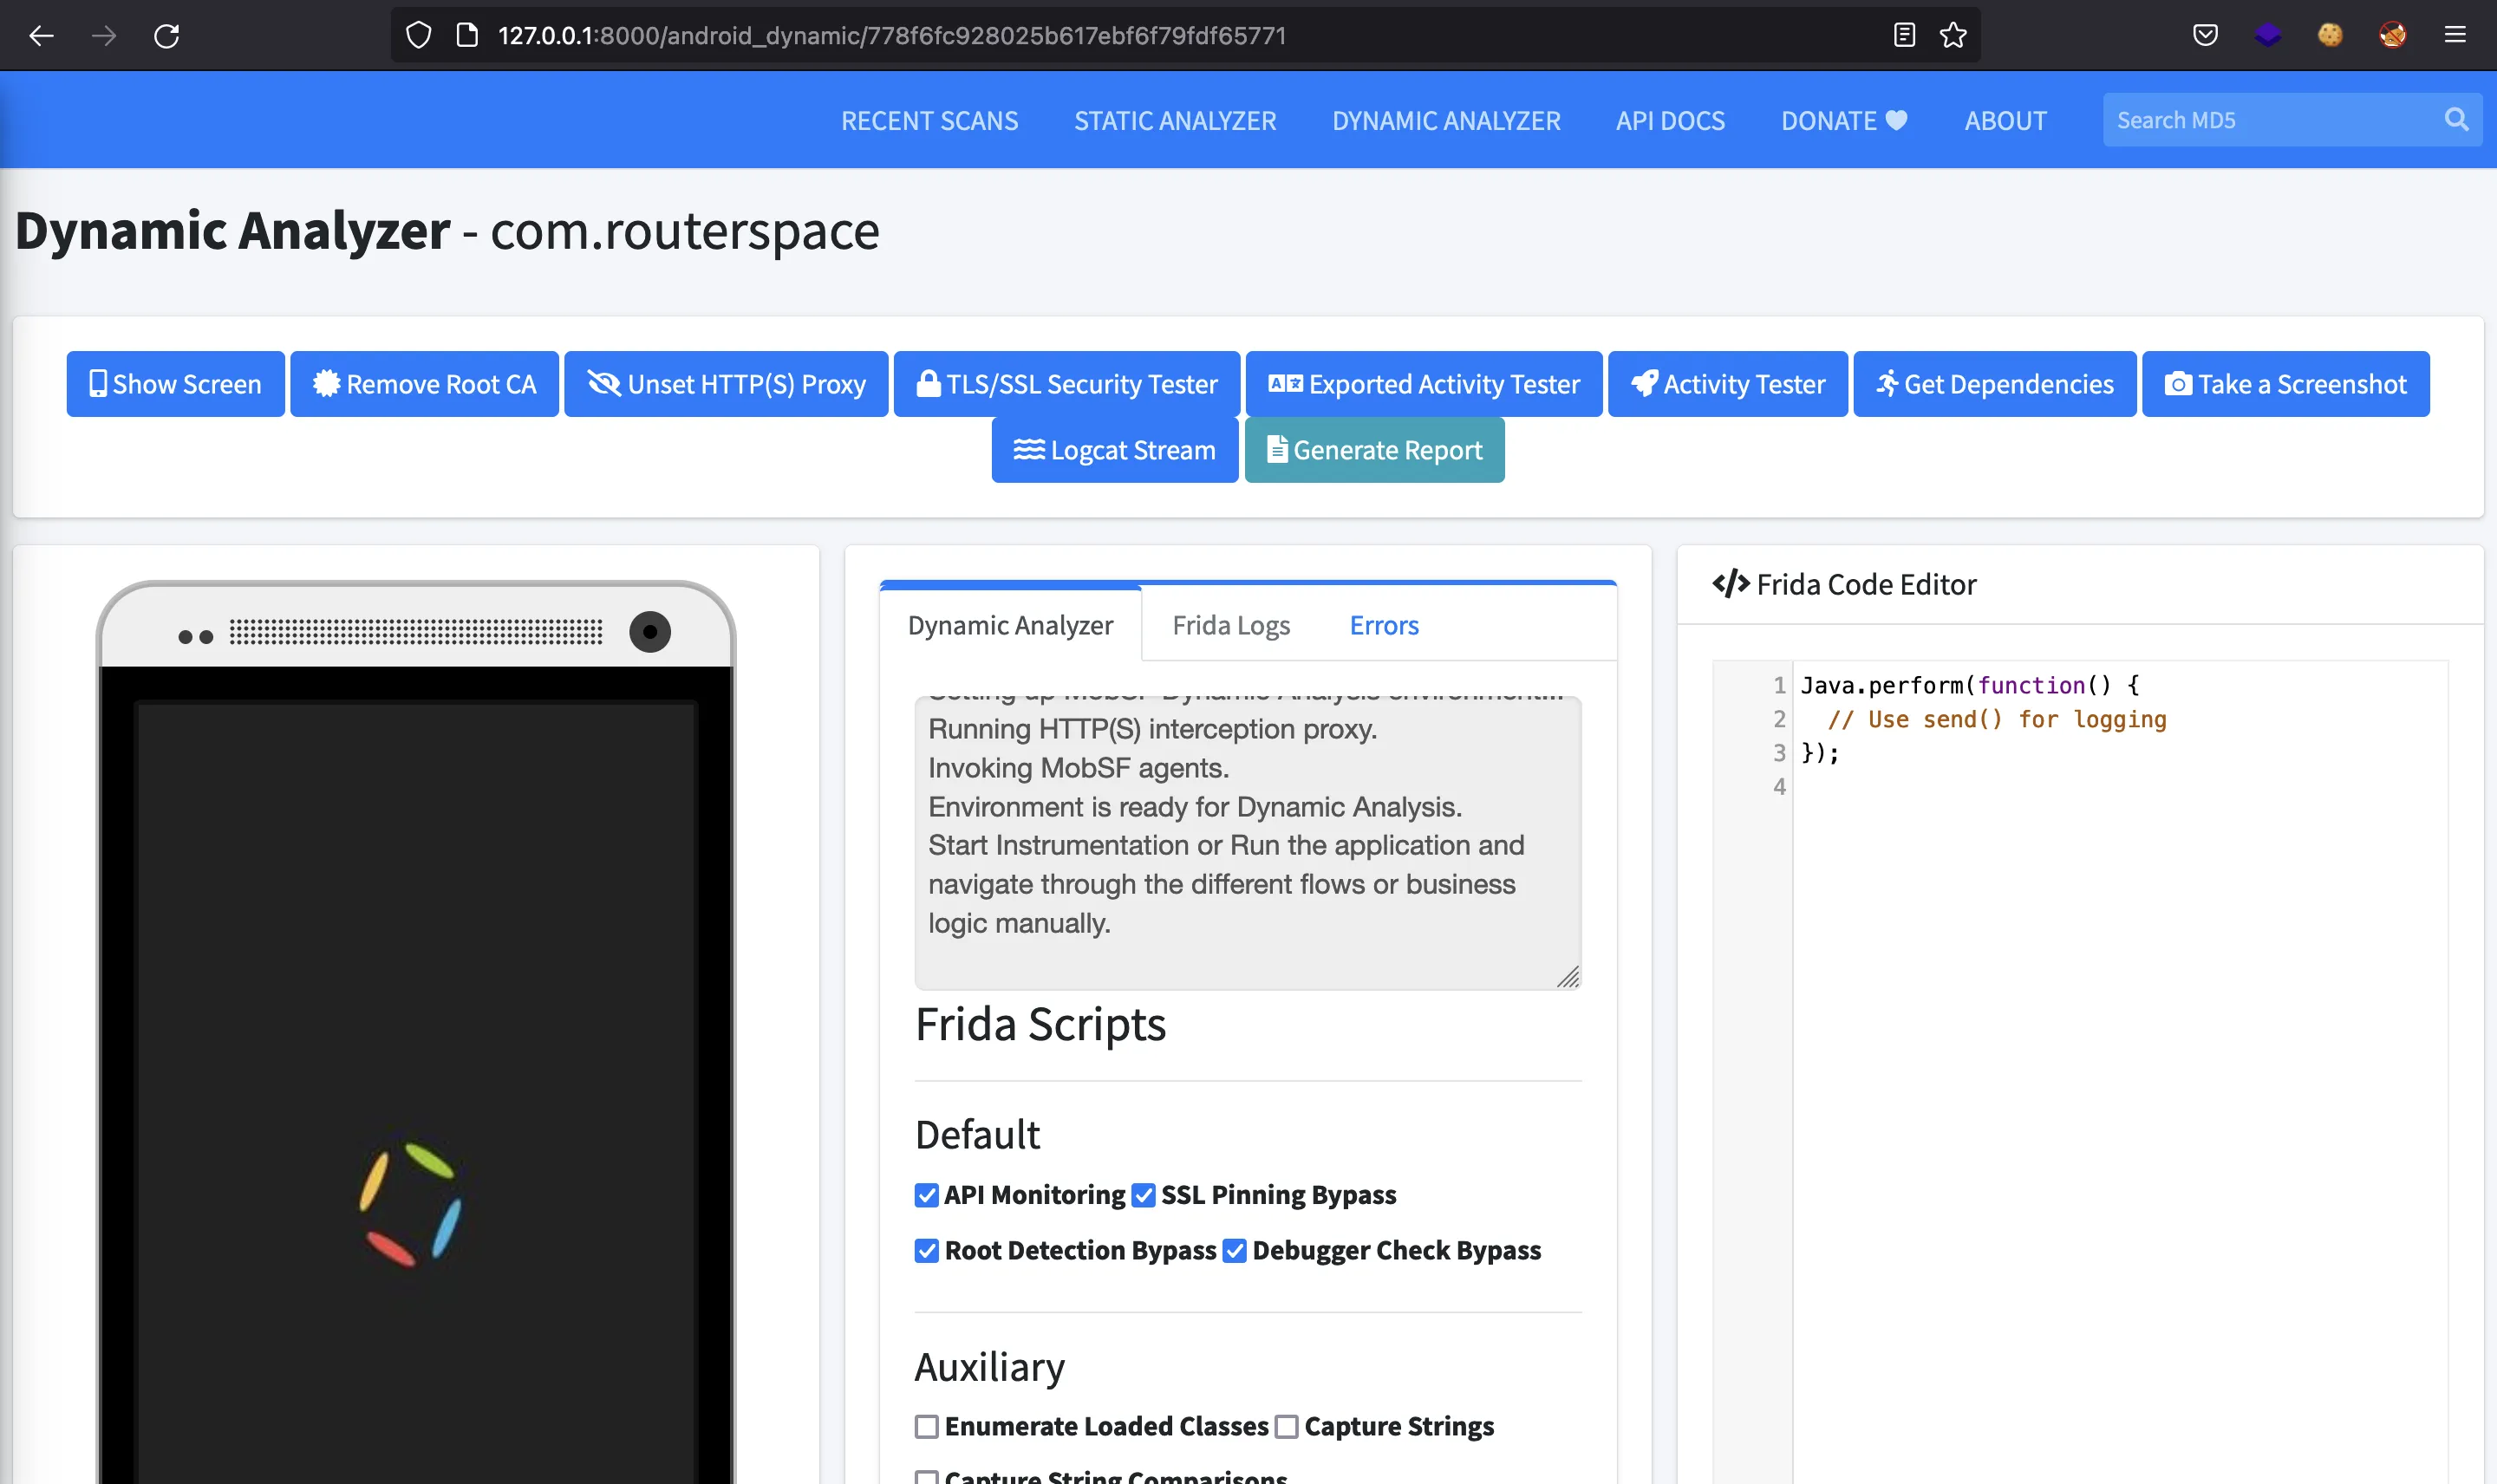 127.0.0.1:8000/android_dynamic/778f6fc928025b617ebf6f79fdf65771
RECENT SCANS STATIC ANALYZER DYNAMIC ANALYZER API DOCS DONATE ABOUT Search MD5
Dynamic Analyzer - com.routerspace
Show Screen Remove Root CA Unset HTTP(S) Proxy TLS/SSL Security Tester Exported Activity Tester Activity Tester Get Dependencies Take a Screenshot
Logcat Stream Generate Report
Dynamic Analyzer Frida Logs Errors
Setting up MobSF Dynamic Analysis environment...
Running HTTP(S) interception proxy.
Invoking MobSF agents.
Environment is ready for Dynamic Analysis.
Start Instrumentation or Run the application and
navigate through the different flows or business
logic manually.
Frida Scripts
Default
API Monitoring SSL Pinning Bypass
Root Detection Bypass Debugger Check Bypass
Auxiliary
Enumerate Loaded Classes Capture Strings
Capture String Comparisons
</> Frida Code Editor
1 Java.perform(function() {
2 // Use send() for logging
3 });
4